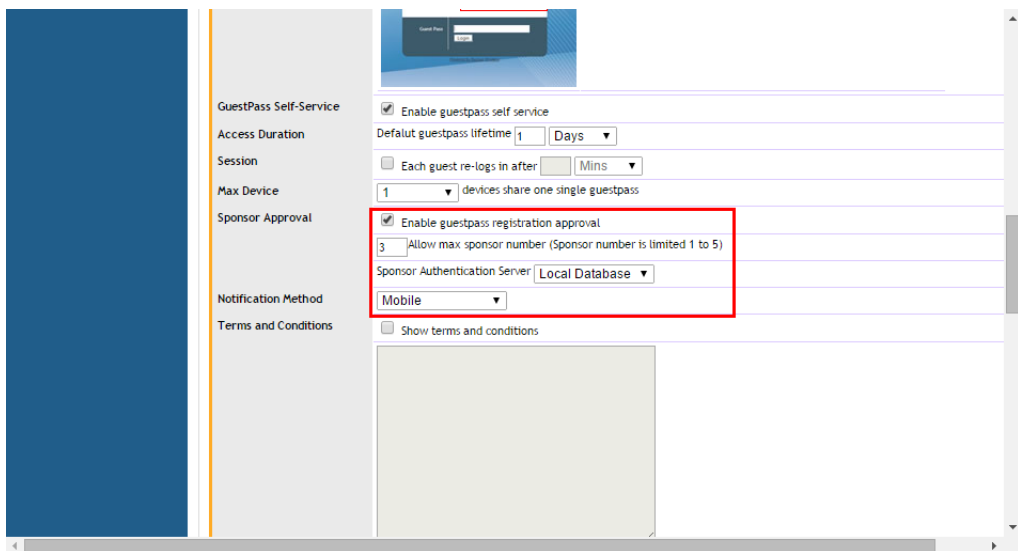 Guest Pass
Login
GuestPass Self-Service
Enable guestpass self service
Access Duration
Defalut guestpass lifetime 1 Days
Session
Each guest re-logs in after Mins
Max Device
1 devices share one single guestpass
Sponsor Approval
Enable guestpass registration approval
3 Allow max sponsor number (Sponsor number is limited 1 to 5)
Sponsor Authentication Server Local Database
Notification Method
Mobile
Terms and Conditions
Show terms and conditions